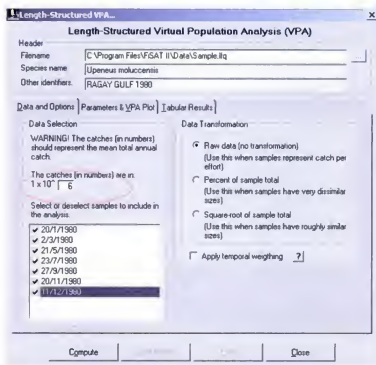 Length-Structured VPA...
Length-Structured Virtual Population Analysis (VPA)
Header
Filename C:\Program Files\FiSAT II\Data\Sample.lfq
Species name Upeneus moluccensis
Other identifiers RAGAY GULF 1980
Data and Options Parameters & VPA Plot Tabular Results
Data Selection
WARNING! The catches (in numbers)
should represent the mean total annual
catch.
The catches (in numbers) are in:
1 x 10^ 6
Select or deselect samples to include in
the analysis.
20/1/1980
2/3/1980
21/5/1980
23/7/1980
27/9/1980
20/11/1980
11/12/1980
Data Transformation
Raw data (no transformation)
(Use this when samples represent catch per
effort)
Percent of sample total
(Use this when samples have very dissimilar
sizes)
Square-root of sample total
(Use this when samples have roughly similar
sizes)
Apply temporal weigthing ?
Compute Close